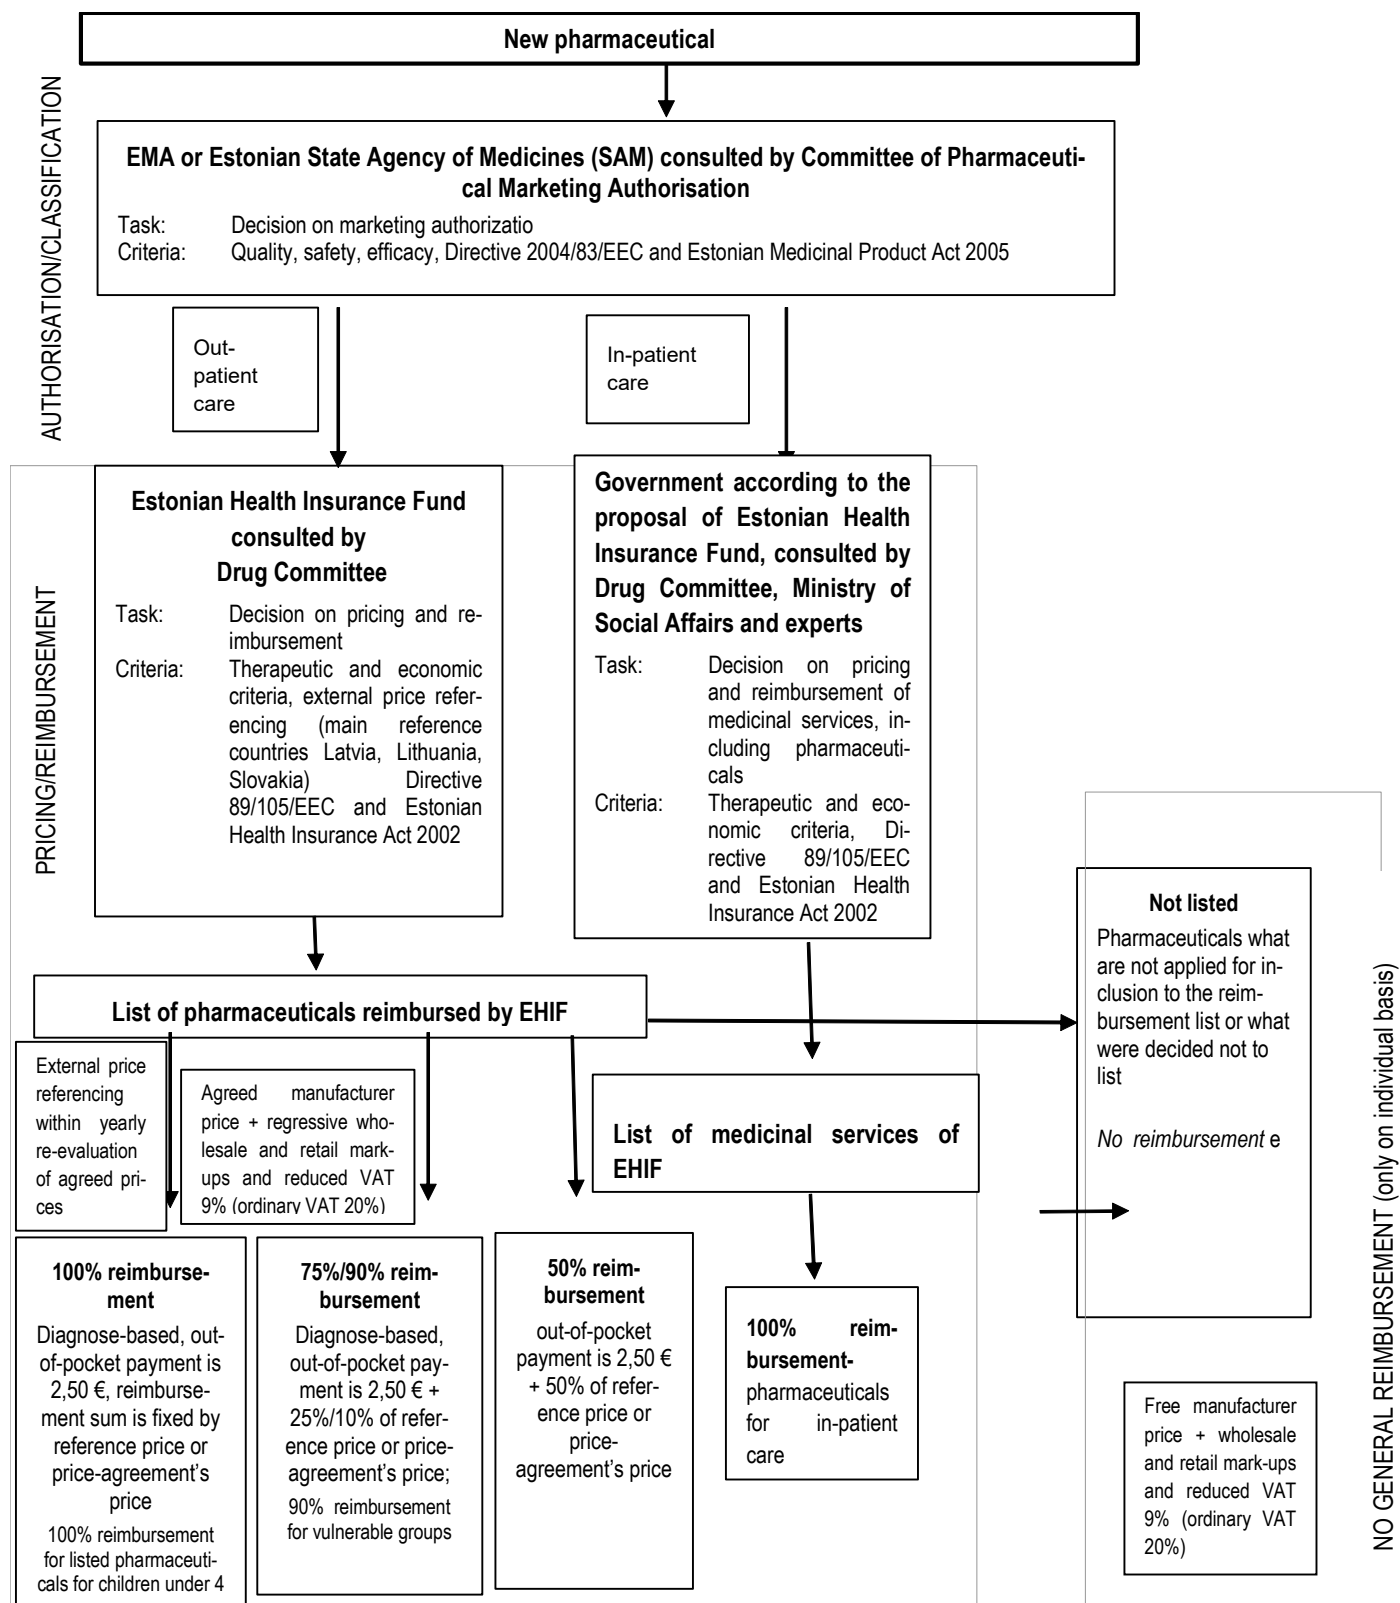 New pharmaceutical
AUTHORISATION/CLASSIFICATION
EMA or Estonian State Agency of Medicines (SAM) consulted by Committee of Pharmaceuti-
cal Marketing Authorisation
Task: Decision on marketing authorizatio
Criteria: Quality, safety, efficacy, Directive 2004/83/EEC and Estonian Medicinal Product Act 2005
Out-
patient
care
In-patient
care
PRICING/REIMBURSEMENT
Estonian Health Insurance Fund
consulted by
Drug Committee
Task: Decision on pricing and re-
imbursement
Criteria: Therapeutic and economic
criteria, external price refer-
encing (main reference
countries Latvia, Lithuania,
Slovakia) Directive
89/105/EEC and Estonian
Health Insurance Act 2002
Government according to the
proposal of Estonian Health
Insurance Fund, consulted by
Drug Committee, Ministry of
Social Affairs and experts
Task: Decision on pricing
and reimbursement of
medicinal services, in-
cluding pharmaceuti-
cals
Criteria: Therapeutic and eco-
nomic criteria, Di-
rective 89/105/EEC
and Estonian Health
Insurance Act 2002
Not listed
Pharmaceuticals what
are not applied for in-
clusion to the reim-
bursement list or what
were decided not to
list
No reimbursement e
NO GENERAL REIMBURSEMENT (only on individual basis)
List of pharmaceuticals reimbursed by EHIF
External price
referencing
within yearly
re-evaluation
of agreed pri-
ces
Agreed manufacturer
price + regressive who-
lesale and retail mark-
ups and reduced VAT
9% (ordinary VAT 20%)
List of medicinal services of
EHIF
100% reimburse-
ment
Diagnose-based, out-
of-pocket payment is
2,50 €, reimburse-
ment sum is fixed by
reference price or
price-agreement's
price
100% reimbursement
for listed pharmaceuti-
cals for children under 4
75%/90% reim-
bursement
Diagnose-based,
out-of-pocket pay-
ment is 2,50 € +
25%/10% of refer-
ence price or price-
agreement's price;
90% reimbursement
for vulnerable groups
50% reim-
bursement
out-of-pocket
payment is 2,50 €
+ 50% of refer-
ence price or
price-
agreement's price
100% reim-
bursement-
pharmaceuticals
for in-patient
care
Free manufacturer
price + wholesale
and retail mark-ups
and reduced VAT
9% (ordinary VAT
20%)